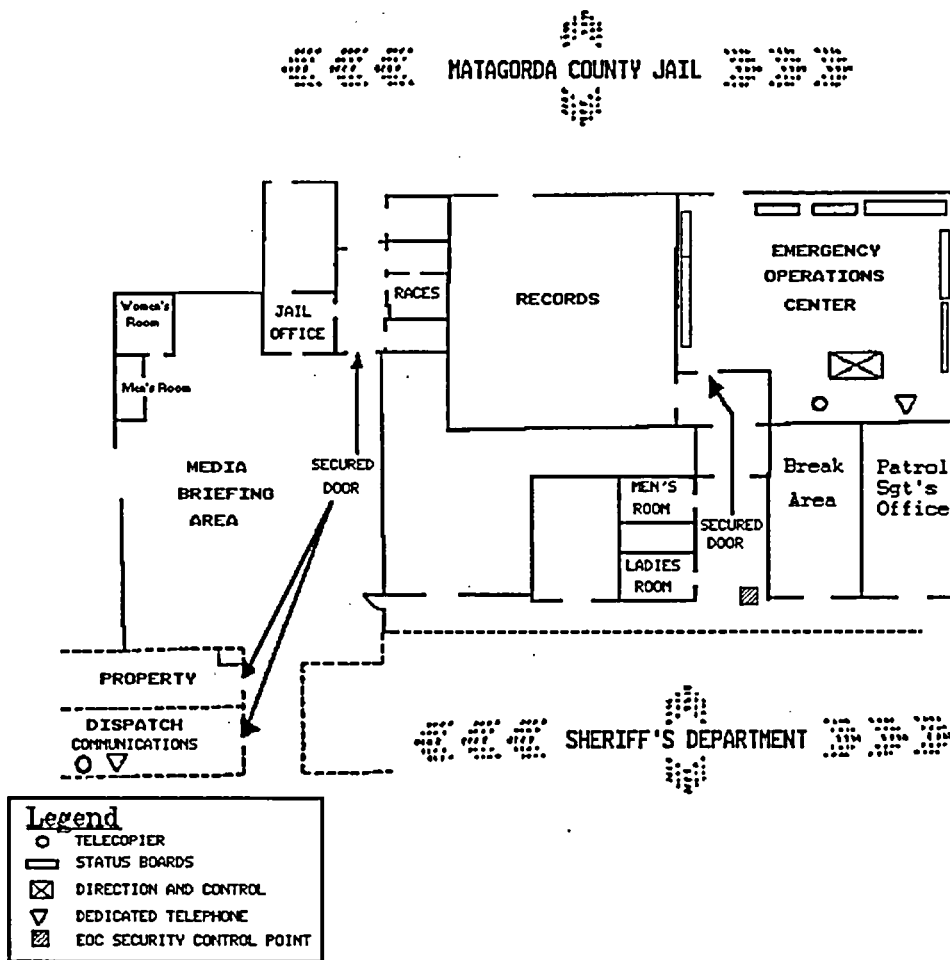 MATAGORDA COUNTY JAIL
EMERGENCY
OPERATIONS
CENTER
RACES
RECORDS
JAIL
OFFICE
Women's
Room
Men's Room
MEDIA
BRIEFING
AREA
SECURED
DOOR
Break
Area
Patrol
Sgt's
Office
MEN'S
ROOM
SECURED
DOOR
LADIES
ROOM
PROPERTY
DISPATCH
COMMUNICATIONS
SHERIFF'S DEPARTMENT
Legend
TELECOPIER
STATUS BOARDS
DIRECTION AND CONTROL
DEDICATED TELEPHONE
EOC SECURITY CONTROL POINT